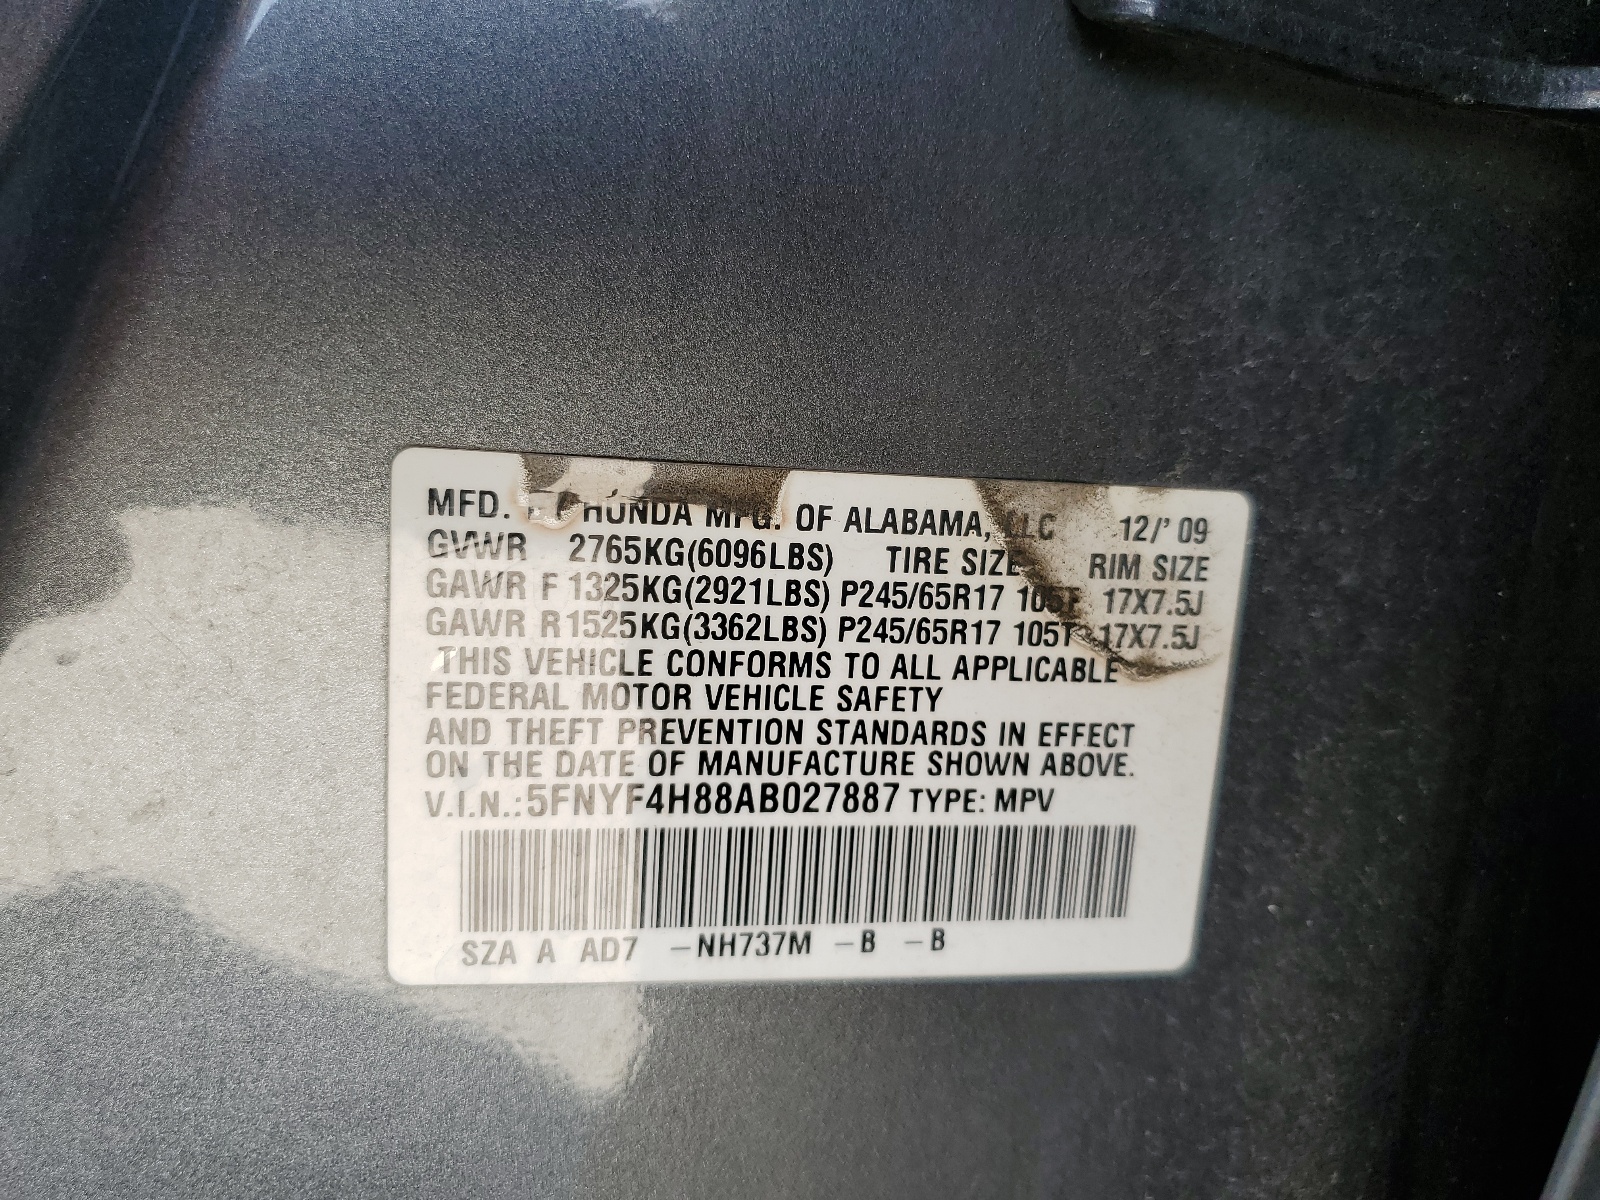 MFD. HONDA MFG. OF ALABAMA, LLC 12/' 09
GVWR 2765KG(6096LBS) TIRE SIZE RIM SIZE
GAWR F 1325KG(2921LBS) P245/65R17 105T 17X7.5J
GAWR R 1525KG(3362LBS) P245/65R17 105T 17X7.5J
THIS VEHICLE CONFORMS TO ALL APPLICABLE
FEDERAL MOTOR VEHICLE SAFETY
AND THEFT PREVENTION STANDARDS IN EFFECT
ON THE DATE OF MANUFACTURE SHOWN ABOVE.
V.I.N.: 5FNYF4H88AB027887 TYPE: MPV
SZA A AD7 -NH737M -B -B